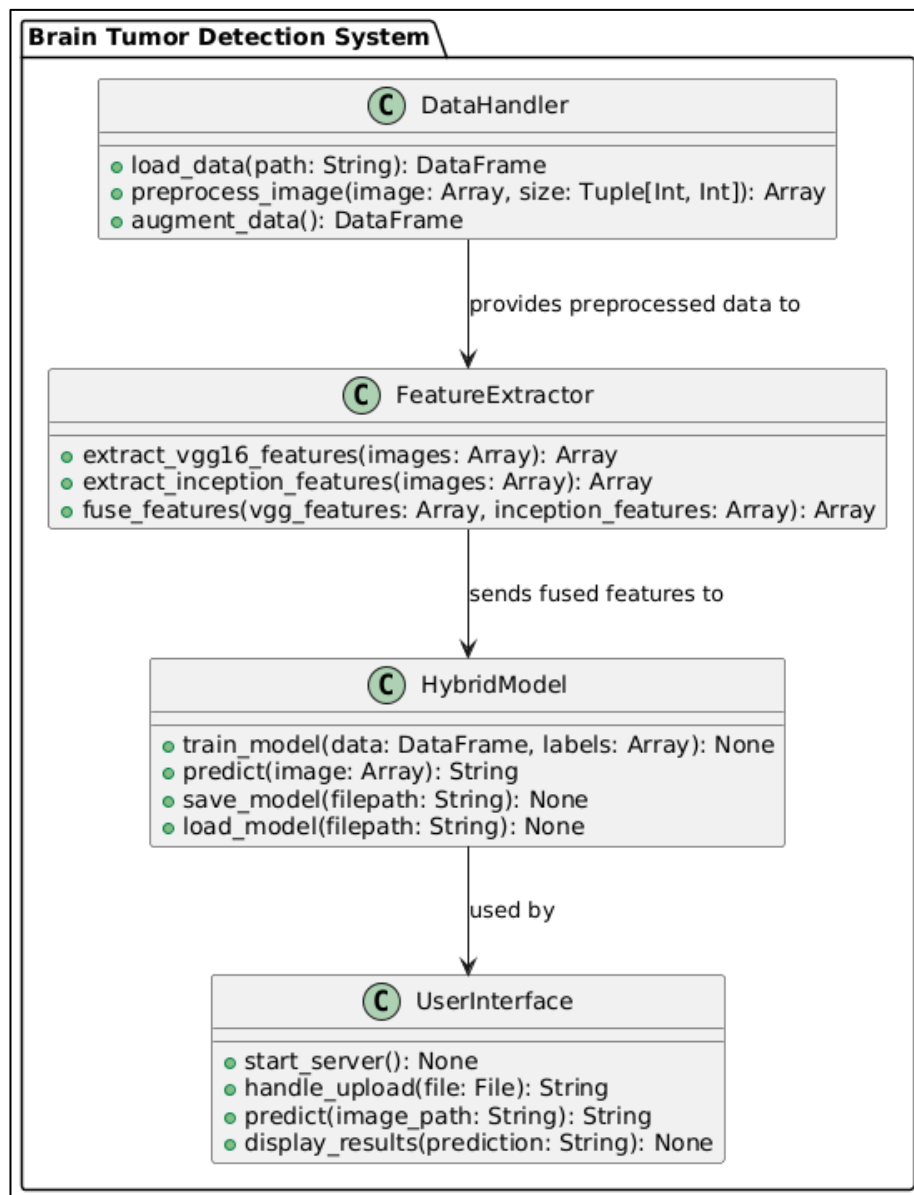 Brain Tumor Detection System
C DataHandler
load_data(path: String): DataFrame
preprocess_image(image: Array, size: Tuple[Int, Int]): Array
augment_data(): DataFrame
provides preprocessed data to
C FeatureExtractor
extract_vgg16_features(images: Array): Array
extract_inception_features(images: Array): Array
fuse_features(vgg_features: Array, inception_features: Array): Array
sends fused features to
C HybridModel
train_model(data: DataFrame, labels: Array): None
predict(image: Array): String
save_model(filepath: String): None
load_model(filepath: String): None
used by
C UserInterface
start_server(): None
handle_upload(file: File): String
predict(image_path: String): String
display_results(prediction: String): None